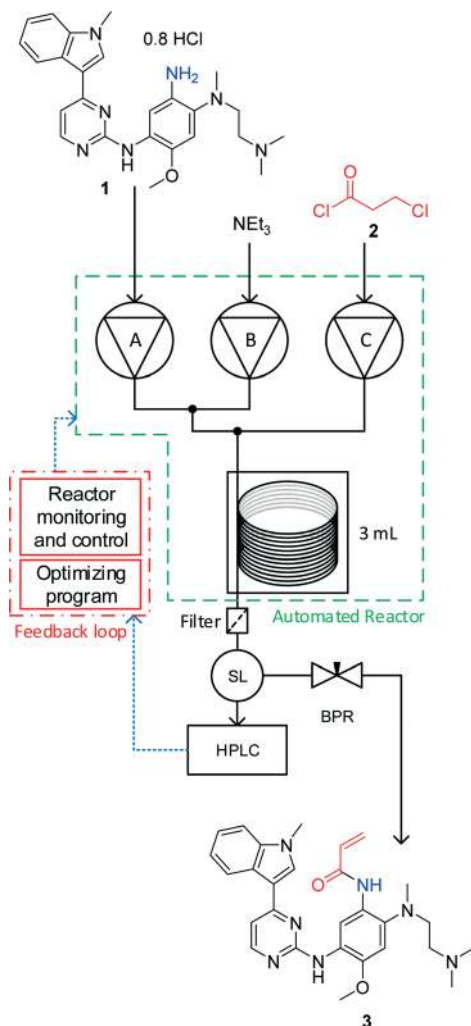 0.8 HCl
N
NH₂
N
N
N
N
N
H
O
1
O
Cl
Cl
2
NEt₃
A
B
C
Reactor
monitoring
and control
Optimizing
program
Feedback loop
3 mL
Automated Reactor
Filter
SL
BPR
HPLC
N
O
NH
N
N
N
N
N
H
O
3